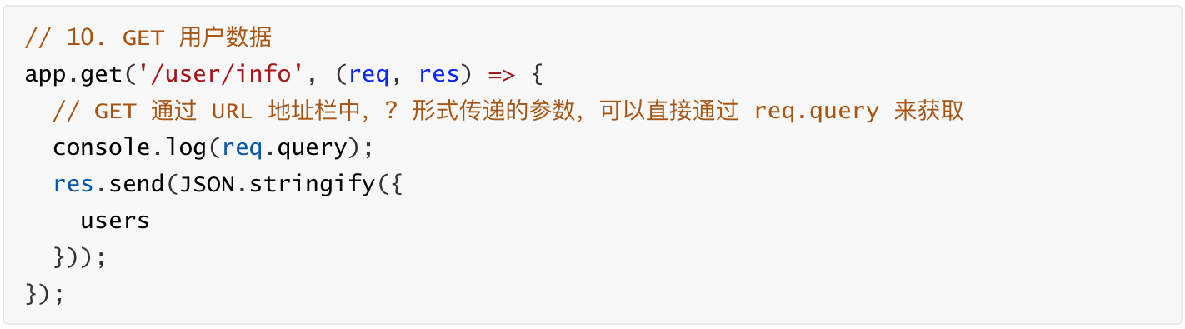 // 10. GET 用户数据
app.get('/user/info', (req, res) => {
  // GET 通过 URL 地址栏中，? 形式传递的参数，可以直接通过 req.query 来获取
  console.log(req.query);
  res.send(JSON.stringify({
    users
  }));
});